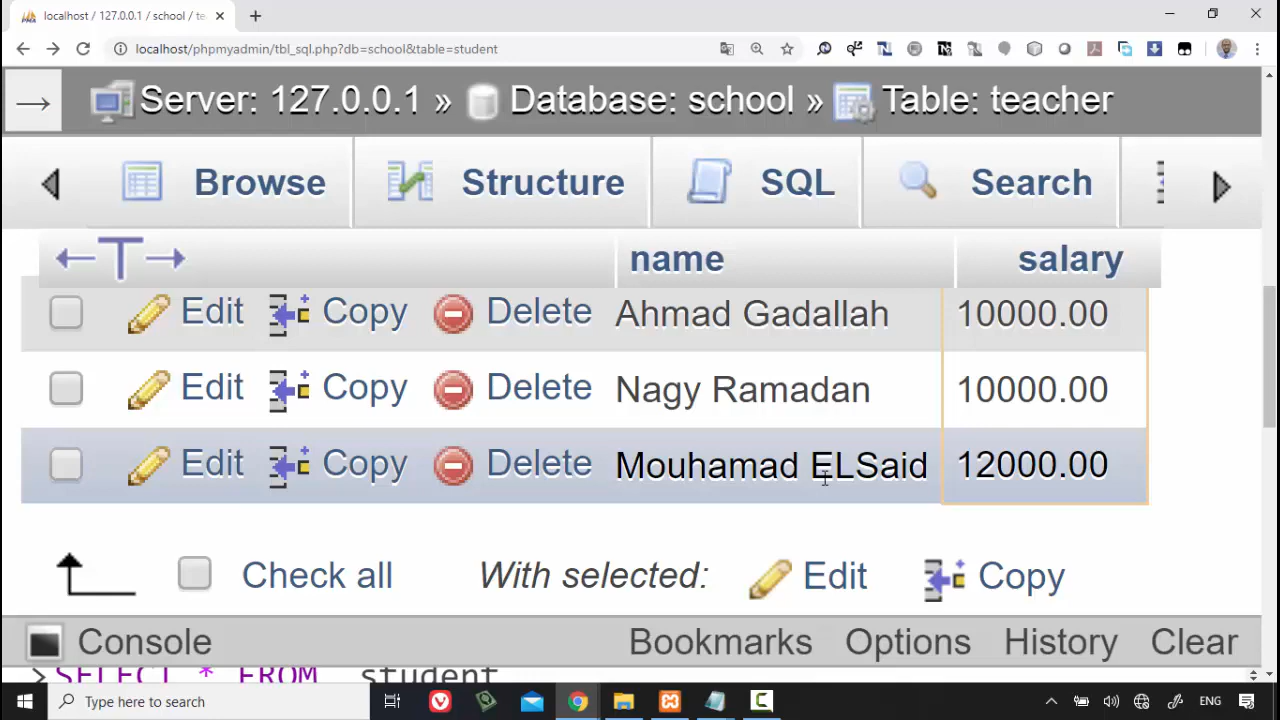 localhost / 127.0.0.1 / school / te
localhost/phpmyadmin/tbl_sql.php?db=school&table=student
Server: 127.0.0.1 » Database: school » Table: teacher
Browse Structure SQL Search
name salary
Edit Copy Delete Ahmad Gadallah 10000.00
Edit Copy Delete Nagy Ramadan 10000.00
Edit Copy Delete Mouhamad ELSaid 12000.00
Check all With selected: Edit Copy
Console Bookmarks Options History Clear
>SELECT * FROM student
Type here to search ENG